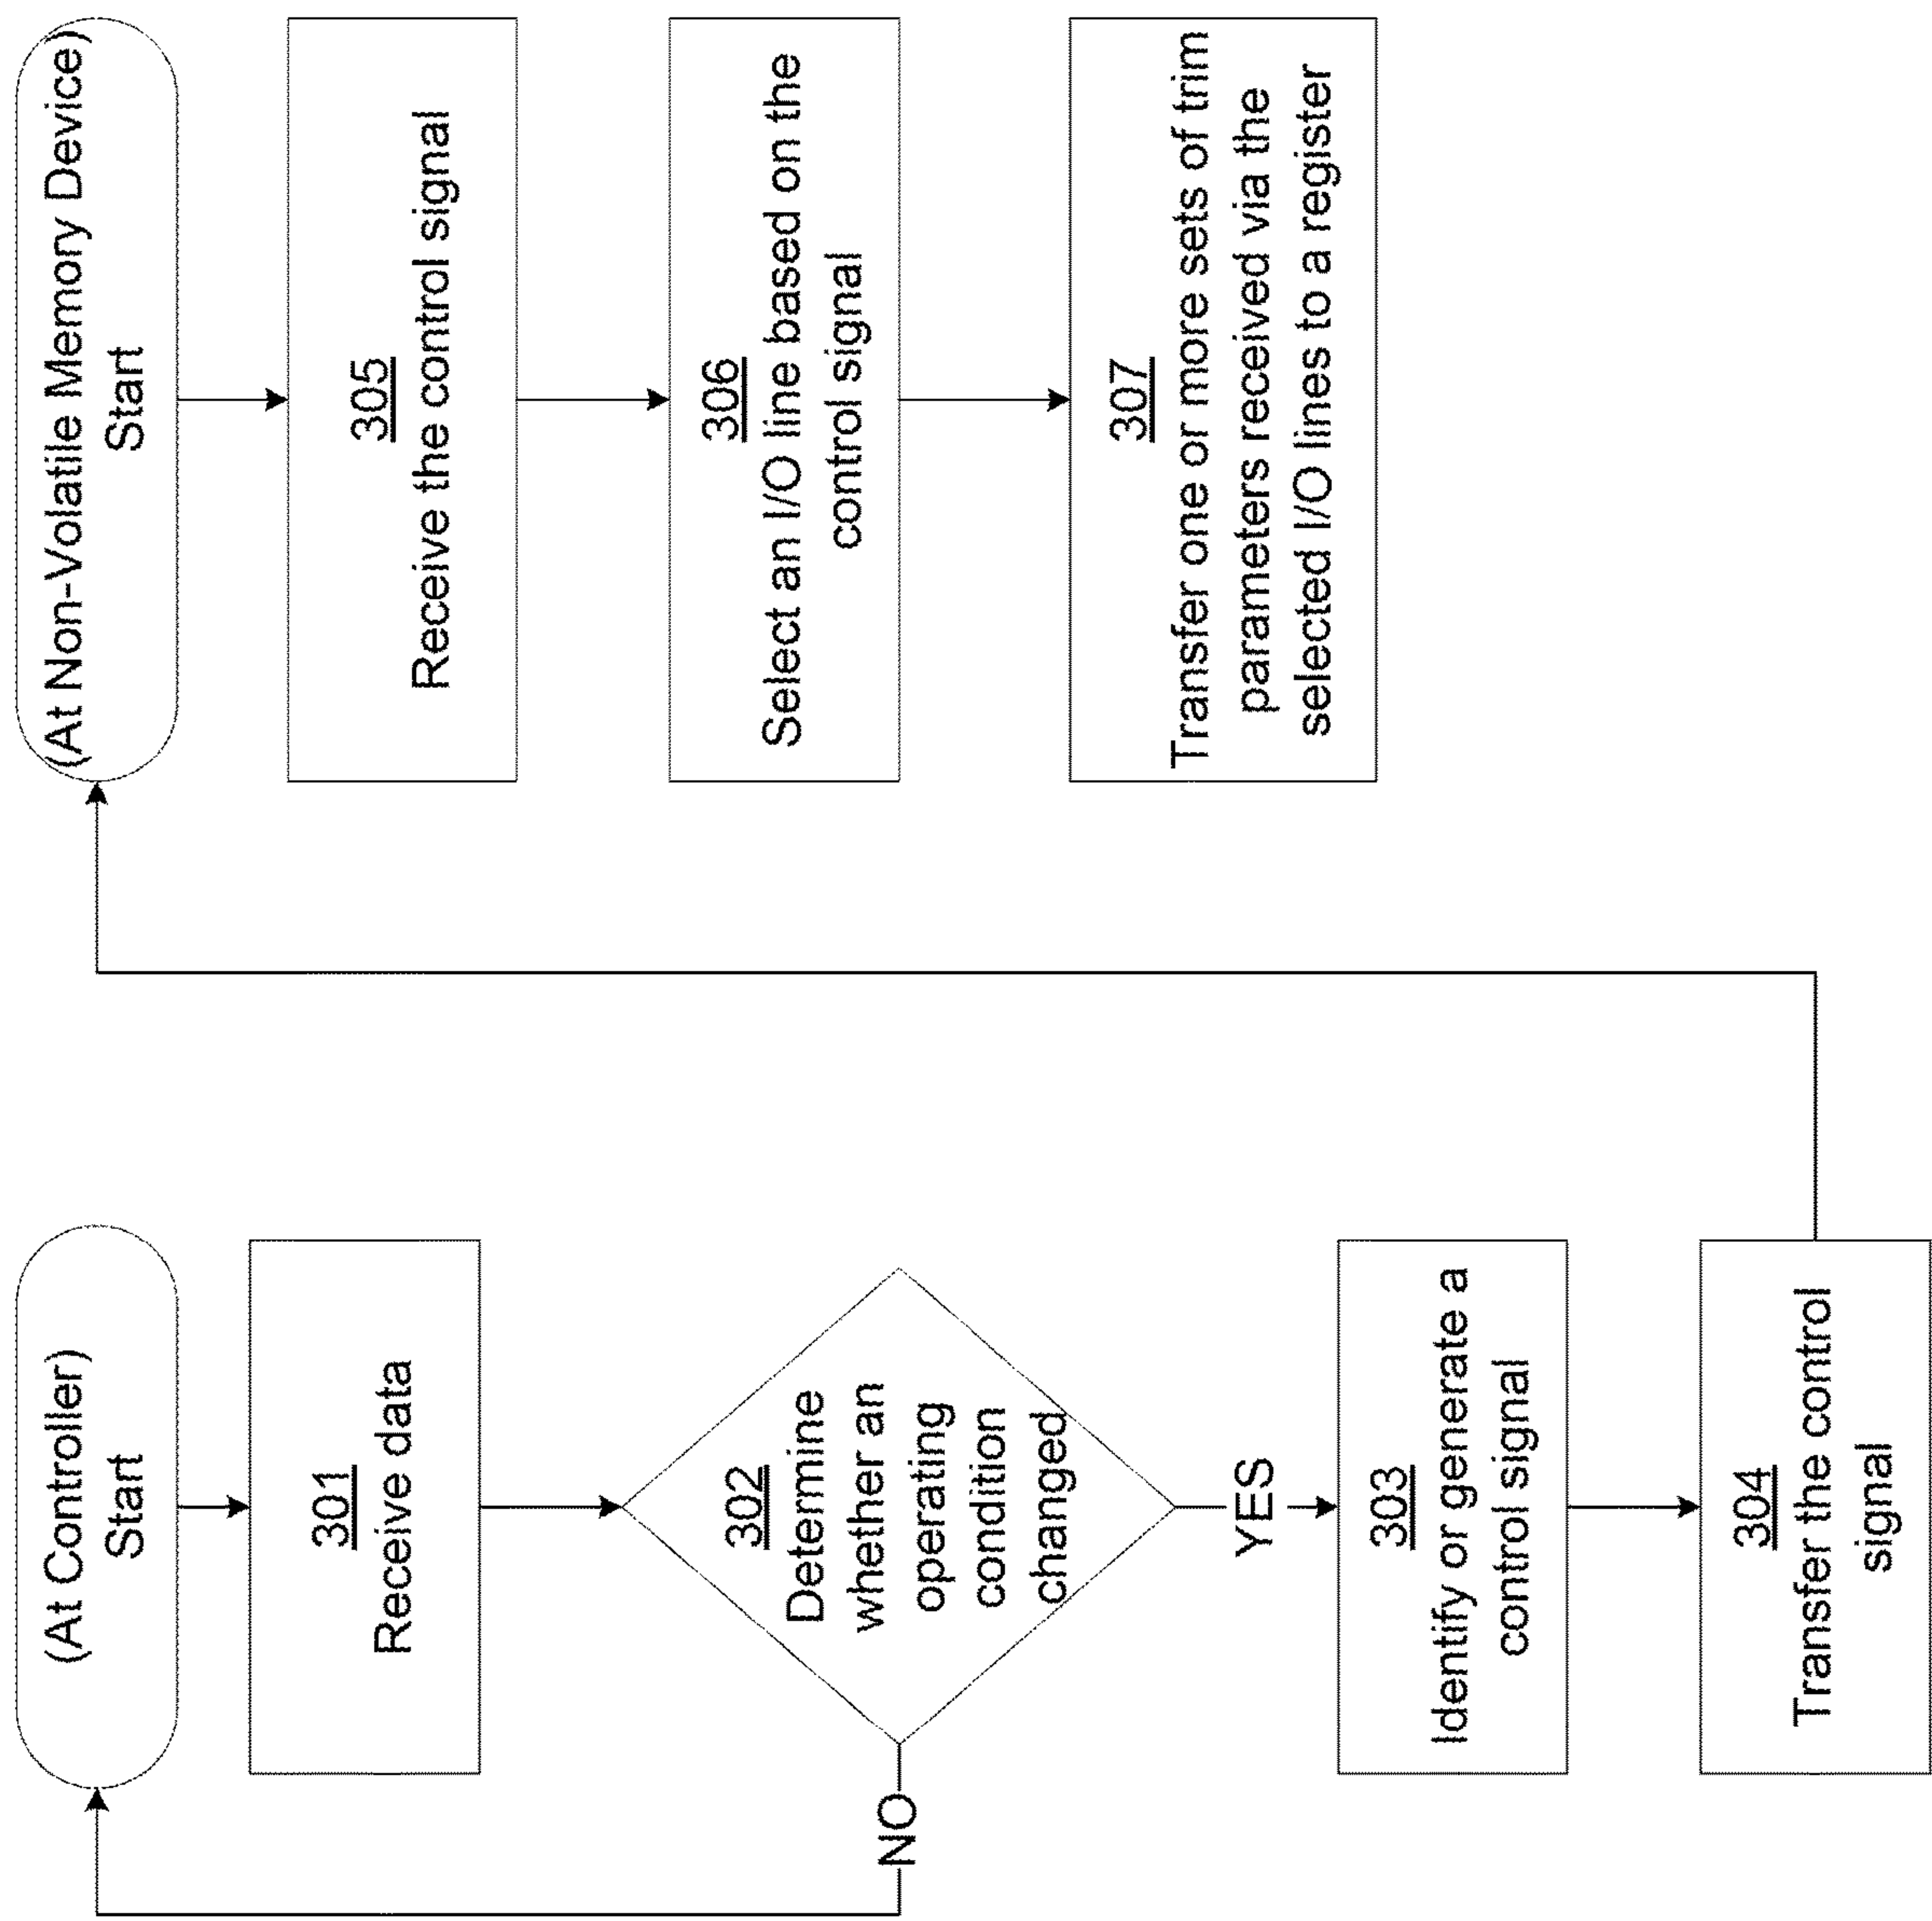 (At Controller)
Start
301
Receive data
302
Determine
whether an
operating
condition
changed
NO
YES
303
Identify or generate a
control signal
304
Transfer the control
signal
(At Non-Volatile Memory Device)
Start
305
Receive the control signal
306
Select an I/O line based on the
control signal
307
Transfer one or more sets of trim
parameters received via the
selected I/O lines to a register